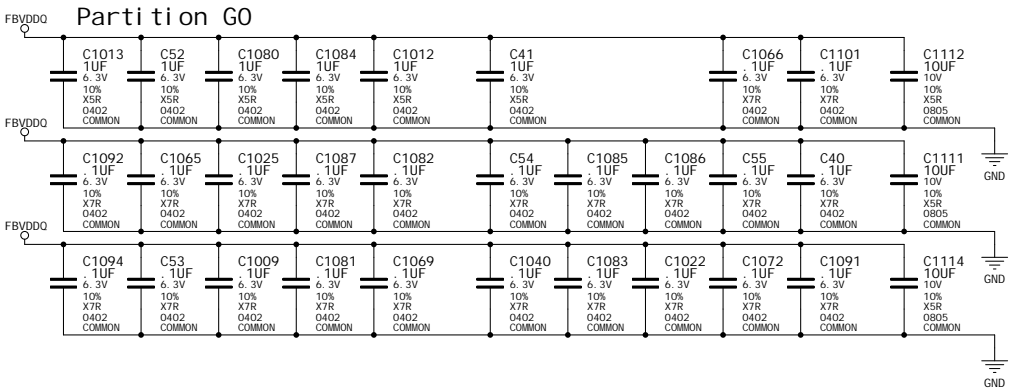 Partition GO
FBVDDQ
C1013
1UF
6.3V
10%
X5R
0402
COMMON
C52
1UF
6.3V
10%
X5R
0402
COMMON
C1080
1UF
6.3V
10%
X5R
0402
COMMON
C1084
1UF
6.3V
10%
X5R
0402
COMMON
C1012
1UF
6.3V
10%
X5R
0402
COMMON
C41
1UF
6.3V
10%
X5R
0402
COMMON
C1066
.1UF
6.3V
10%
X7R
0402
COMMON
C1101
.1UF
6.3V
10%
X7R
0402
COMMON
C1112
10UF
10V
10%
X5R
0805
COMMON
GND
FBVDDQ
C1092
.1UF
6.3V
10%
X7R
0402
COMMON
C1065
.1UF
6.3V
10%
X7R
0402
COMMON
C1025
.1UF
6.3V
10%
X7R
0402
COMMON
C1087
.1UF
6.3V
10%
X7R
0402
COMMON
C1082
.1UF
6.3V
10%
X7R
0402
COMMON
C54
.1UF
6.3V
10%
X7R
0402
COMMON
C1085
.1UF
6.3V
10%
X7R
0402
COMMON
C1086
.1UF
6.3V
10%
X7R
0402
COMMON
C55
.1UF
6.3V
10%
X7R
0402
COMMON
C40
.1UF
6.3V
10%
X7R
0402
COMMON
C1111
10UF
10V
10%
X5R
0805
COMMON
GND
FBVDDQ
C1094
.1UF
6.3V
10%
X7R
0402
COMMON
C53
.1UF
6.3V
10%
X7R
0402
COMMON
C1009
.1UF
6.3V
10%
X7R
0402
COMMON
C1081
.1UF
6.3V
10%
X7R
0402
COMMON
C1069
.1UF
6.3V
10%
X7R
0402
COMMON
C1040
.1UF
6.3V
10%
X7R
0402
COMMON
C1083
.1UF
6.3V
10%
X7R
0402
COMMON
C1022
.1UF
6.3V
10%
X7R
0402
COMMON
C1072
.1UF
6.3V
10%
X7R
0402
COMMON
C1091
.1UF
6.3V
10%
X7R
0402
COMMON
C1114
10UF
10V
10%
X5R
0805
COMMON
GND